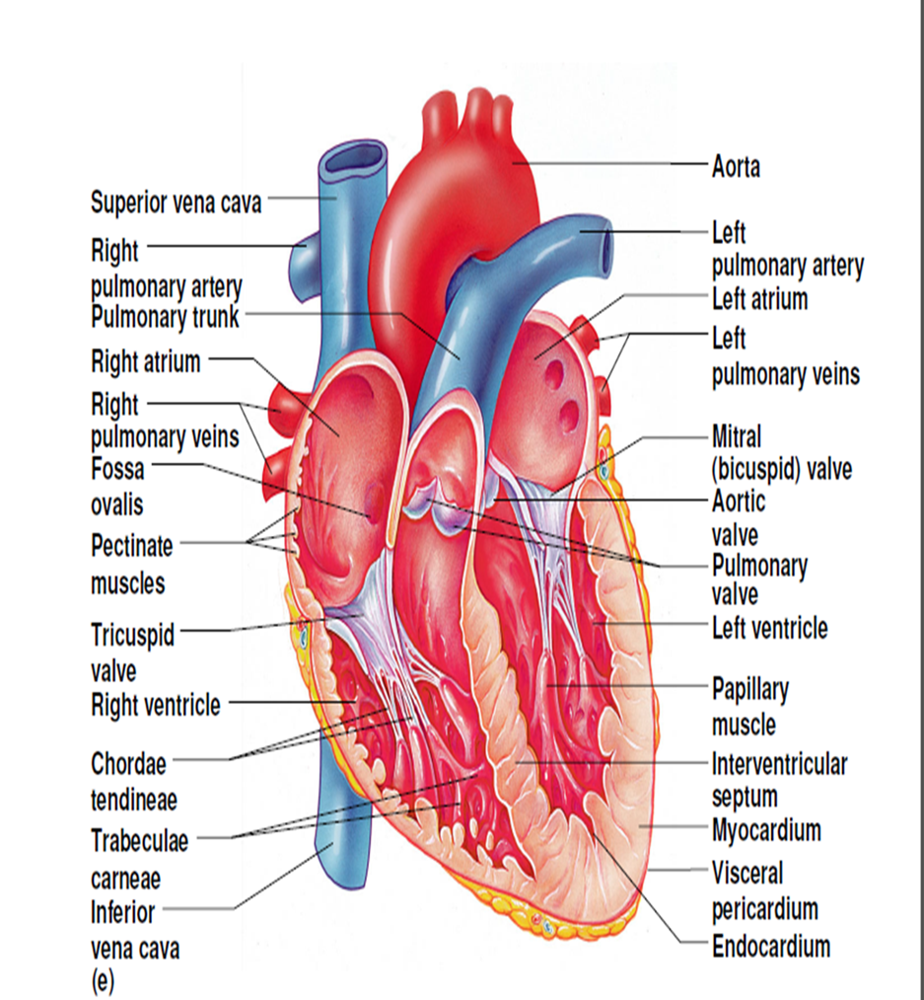 Superior vena cava
Right
pulmonary artery
Pulmonary trunk
Right atrium
Right
pulmonary veins
Fossa
ovalis
Pectinate
muscles
Tricuspid
valve
Right ventricle
Chordae
tendineae
Trabeculae
carneae
Inferior
vena cava
(e)
Aorta
Left
pulmonary artery
Left atrium
Left
pulmonary veins
Mitral
(bicuspid) valve
Aortic
valve
Pulmonary
valve
Left ventricle
Papillary
muscle
Interventricular
septum
Myocardium
Visceral
pericardium
Endocardium